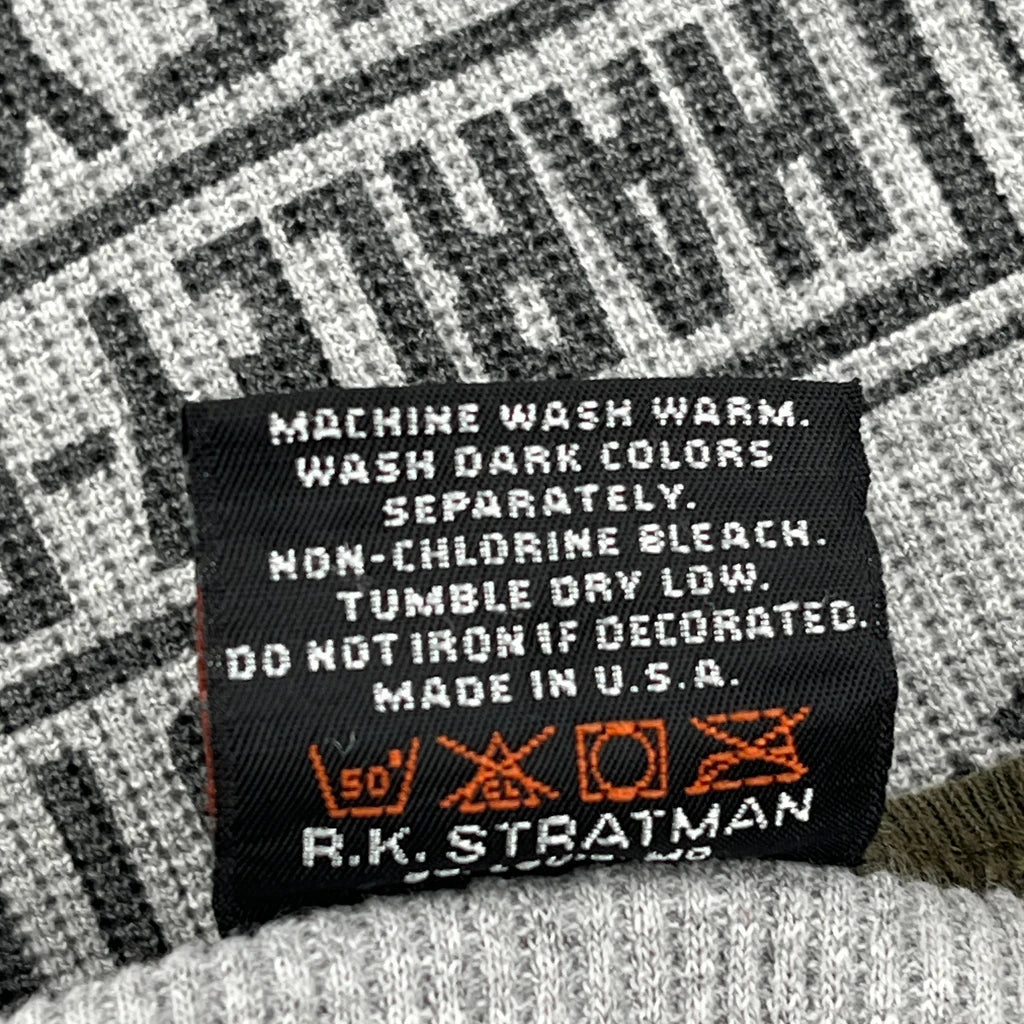 MACHINE WASH WARM.
WASH DARK COLORS
SEPARATELY.
NON-CHLORINE BLEACH.
TUMBLE DRY LOW.
DO NOT IRON IF DECORATED.
MADE IN U.S.A.
50° CL
R.K. STRATMAN